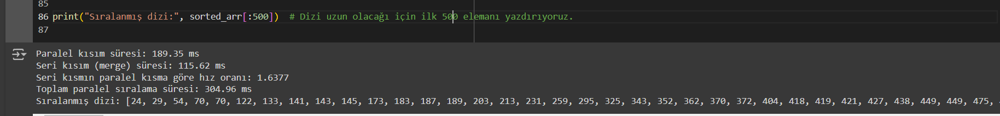 85
86 print("Sıralanmış dizi:", sorted_arr[:500])  # Dizi uzun olacağı için ilk 500 elemanı yazdırıyoruz.
87
Paralel kısım süresi: 189.35 ms
Seri kısım (merge) süresi: 115.62 ms
Seri kısmın paralel kısma göre hız oranı: 1.6377
Toplam paralel sıralama süresi: 304.96 ms
Sıralanmış dizi: [24, 29, 54, 70, 70, 122, 133, 141, 143, 145, 173, 183, 187, 189, 203, 213, 231, 259, 295, 325, 343, 352, 362, 370, 372, 404, 418, 419, 421, 427, 438, 449, 449, 475,